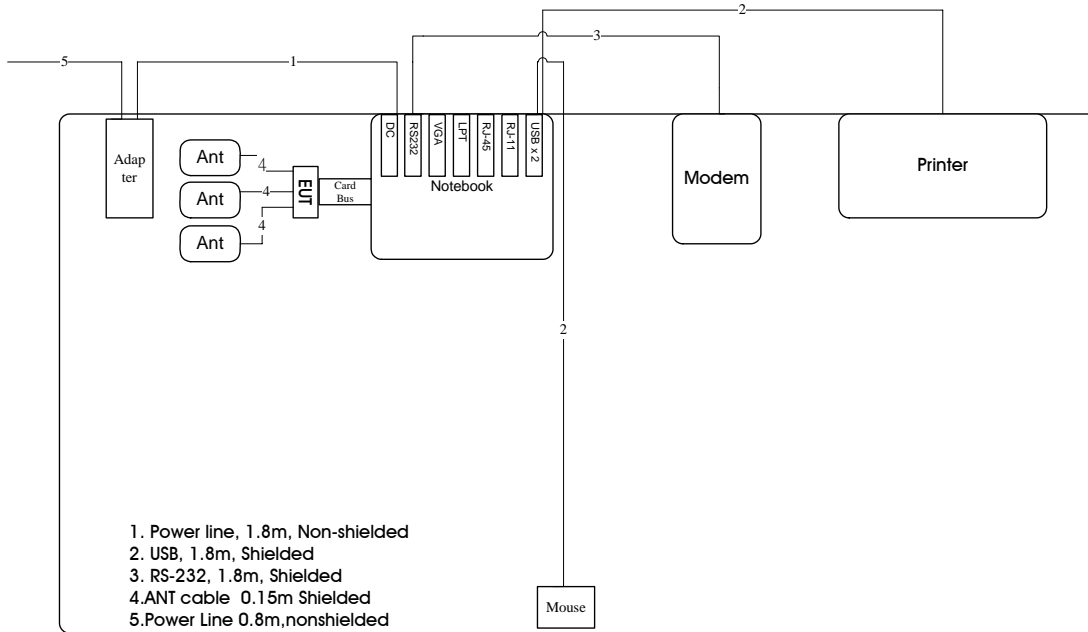 2
3
5
1
DC
RS232
VGA
LPT
RJ-45
RJ-11
USB x 2
Adap
ter
Ant
4
Ant
4
Ant
4
EUT
Card
Bus
Notebook
Modem
Printer
2
1. Power line, 1.8m, Non-shielded
2. USB, 1.8m, Shielded
3. RS-232, 1.8m, Shielded
4.ANT cable 0.15m Shielded
5.Power Line 0.8m,nonshielded
Mouse